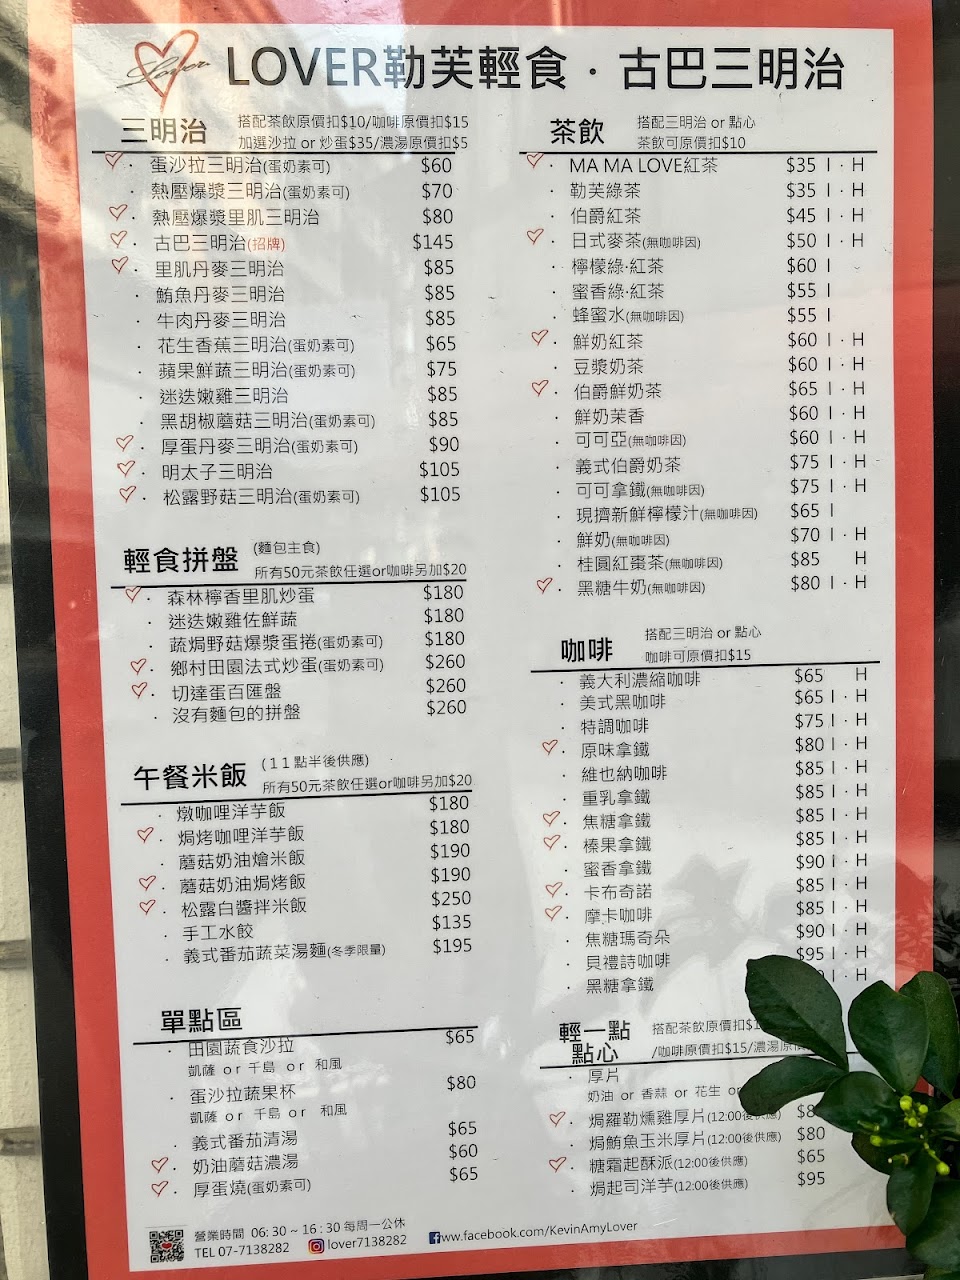 Lover
LOVER勒芙輕食．古巴三明治
三明治
搭配茶飲原價扣$10/咖啡原價扣$15
加選沙拉 or 炒蛋$35/濃湯原價扣$5
蛋沙拉三明治(蛋奶素可) $60
熱壓爆漿三明治(蛋奶素可) $70
熱壓爆漿里肌三明治 $80
古巴三明治(招牌) $145
里肌丹麥三明治 $85
鮪魚丹麥三明治 $85
牛肉丹麥三明治 $85
花生香蕉三明治(蛋奶素可) $65
蘋果鮮蔬三明治(蛋奶素可) $75
迷迭嫩雞三明治 $85
黑胡椒蘑菇三明治(蛋奶素可) $85
厚蛋丹麥三明治(蛋奶素可) $90
明太子三明治 $105
松露野菇三明治(蛋奶素可) $105
輕食拼盤 (麵包主食)
所有50元茶飲任選or咖啡另加$20
森林檸香里肌炒蛋 $180
迷迭嫩雞佐鮮蔬 $180
蔬焗野菇爆漿蛋捲(蛋奶素可) $180
鄉村田園法式炒蛋(蛋奶素可) $260
切達蛋百匯盤 $260
沒有麵包的拼盤 $260
午餐米飯 (11點半後供應)
所有50元茶飲任選or咖啡另加$20
燉咖哩洋芋飯 $180
焗烤咖哩洋芋飯 $180
蘑菇奶油燴米飯 $190
蘑菇奶油焗烤飯 $190
松露白醬拌米飯 $250
手工水餃 $135
義式番茄蔬菜湯麵(冬季限量) $195
單點區
田園蔬食沙拉 $65
凱薩 or 千島 or 和風
蛋沙拉蔬果杯 $80
凱薩 or 千島 or 和風
義式番茄清湯 $65
奶油蘑菇濃湯 $60
厚蛋燒(蛋奶素可) $65
茶飲
搭配三明治 or 點心
茶飲可原價扣$10
MA MA LOVE紅茶 $35 I．H
勒芙綠茶 $35 I．H
伯爵紅茶 $45 I．H
日式麥茶(無咖啡因) $50 I．H
檸檬綠‧紅茶 $60 I
蜜香綠‧紅茶 $55 I
蜂蜜水(無咖啡因) $55 I
鮮奶紅茶 $60 I．H
豆漿奶茶 $60 I．H
伯爵鮮奶茶 $65 I．H
鮮奶茉香 $60 I．H
可可亞(無咖啡因) $60 I．H
義式伯爵奶茶 $75 I．H
可可拿鐵(無咖啡因) $75 I．H
現擠新鮮檸檬汁(無咖啡因) $65 I
鮮奶(無咖啡因) $70 I．H
桂圓紅棗茶(無咖啡因) $85 H
黑糖牛奶(無咖啡因) $80 I．H
咖啡
搭配三明治 or 點心
咖啡可原價扣$15
義大利濃縮咖啡 $65 H
美式黑咖啡 $65 I．H
特調咖啡 $75 I．H
原味拿鐵 $80 I．H
維也納咖啡 $85 I．H
重乳拿鐵 $85 I．H
焦糖拿鐵 $85 I．H
榛果拿鐵 $85 I．H
蜜香拿鐵 $90 I．H
卡布奇諾 $85 I．H
摩卡咖啡 $85 I．H
焦糖瑪奇朵 $90 I．H
貝禮詩咖啡 $95 I．H
黑糖拿鐵 I．H
輕一點
點心
搭配茶飲原價扣$1
/咖啡原價扣$15/濃湯原
厚片
奶油 or 香蒜 or 花生 or
焗羅勒燻雞厚片(12:00後供應)
焗鮪魚玉米厚片(12:00後供應) $80
糖霜起酥派(12:00後供應) $65
焗起司洋芋(12:00後供應) $95
營業時間 06:30～16:30 每周一公休
TEL 07-7138282 lover7138282 www.facebook.com/KevinAmyLover